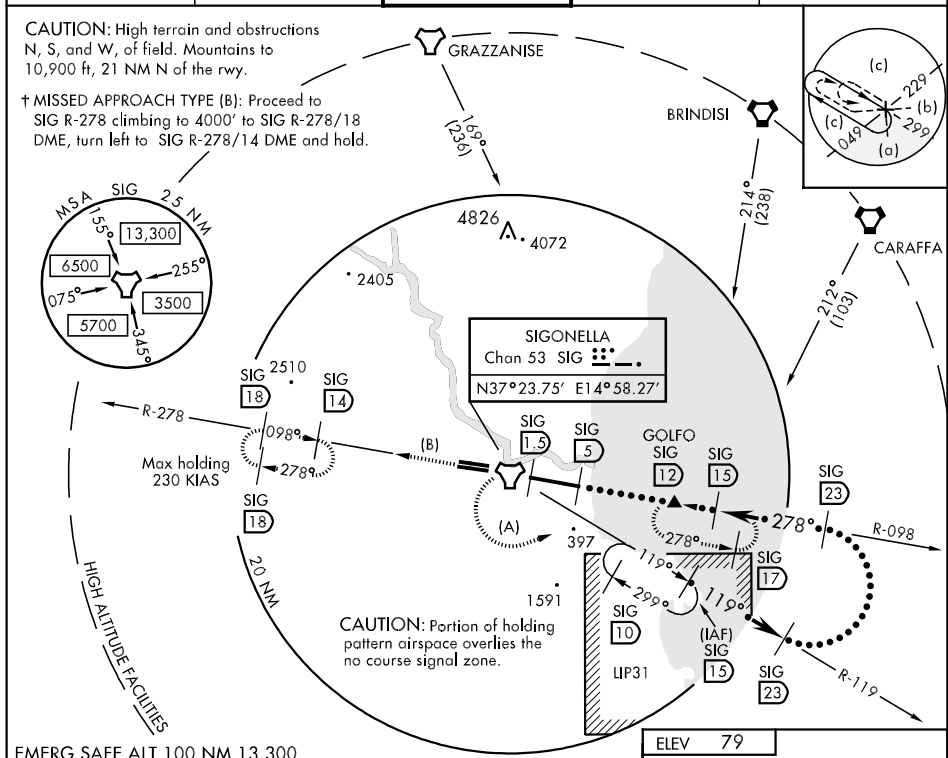 CAUTION: High terrain and obstructions
N, S, and W, of field. Mountains to
10,900 ft, 21 NM N of the rwy.
† MISSED APPROACH TYPE (B): Proceed to
SIG R-278 climbing to 4000' to SIG R-278/18
DME, turn left to SIG R-278/14 DME and hold.
GRAZZANISE
169°
(236)
BRINDISI
214°
(238)
CARAFFA
212°
(103)
(c)
229
(b)
299
(c)
049
(a)
MSA SIG 25 NM
155°
13,300
6500
255°
075°
3500
5700
345°
4826
4072
2405
SIGONELLA
Chan 53 SIG
N37°23.75' E14°58.27'
2510
SIG
18
SIG
14
R-278
098°
278°
(B)
Max holding
230 KIAS
SIG
18
SIG
1.5
SIG
5
GOLFO
SIG
12
SIG
15
SIG
23
278°
R-098
278°
SIG
17
(A)
397
119°
299°
119°
1591
SIG
10
(IAF)
SIG
15
SIG
23
R-119
LIP31
20 NM
CAUTION: Portion of holding
pattern airspace overlies the
no course signal zone.
HIGH ALTITUDE FACILITIES
EMERG SAFE ALT 100 NM 13,300
ELEV 79